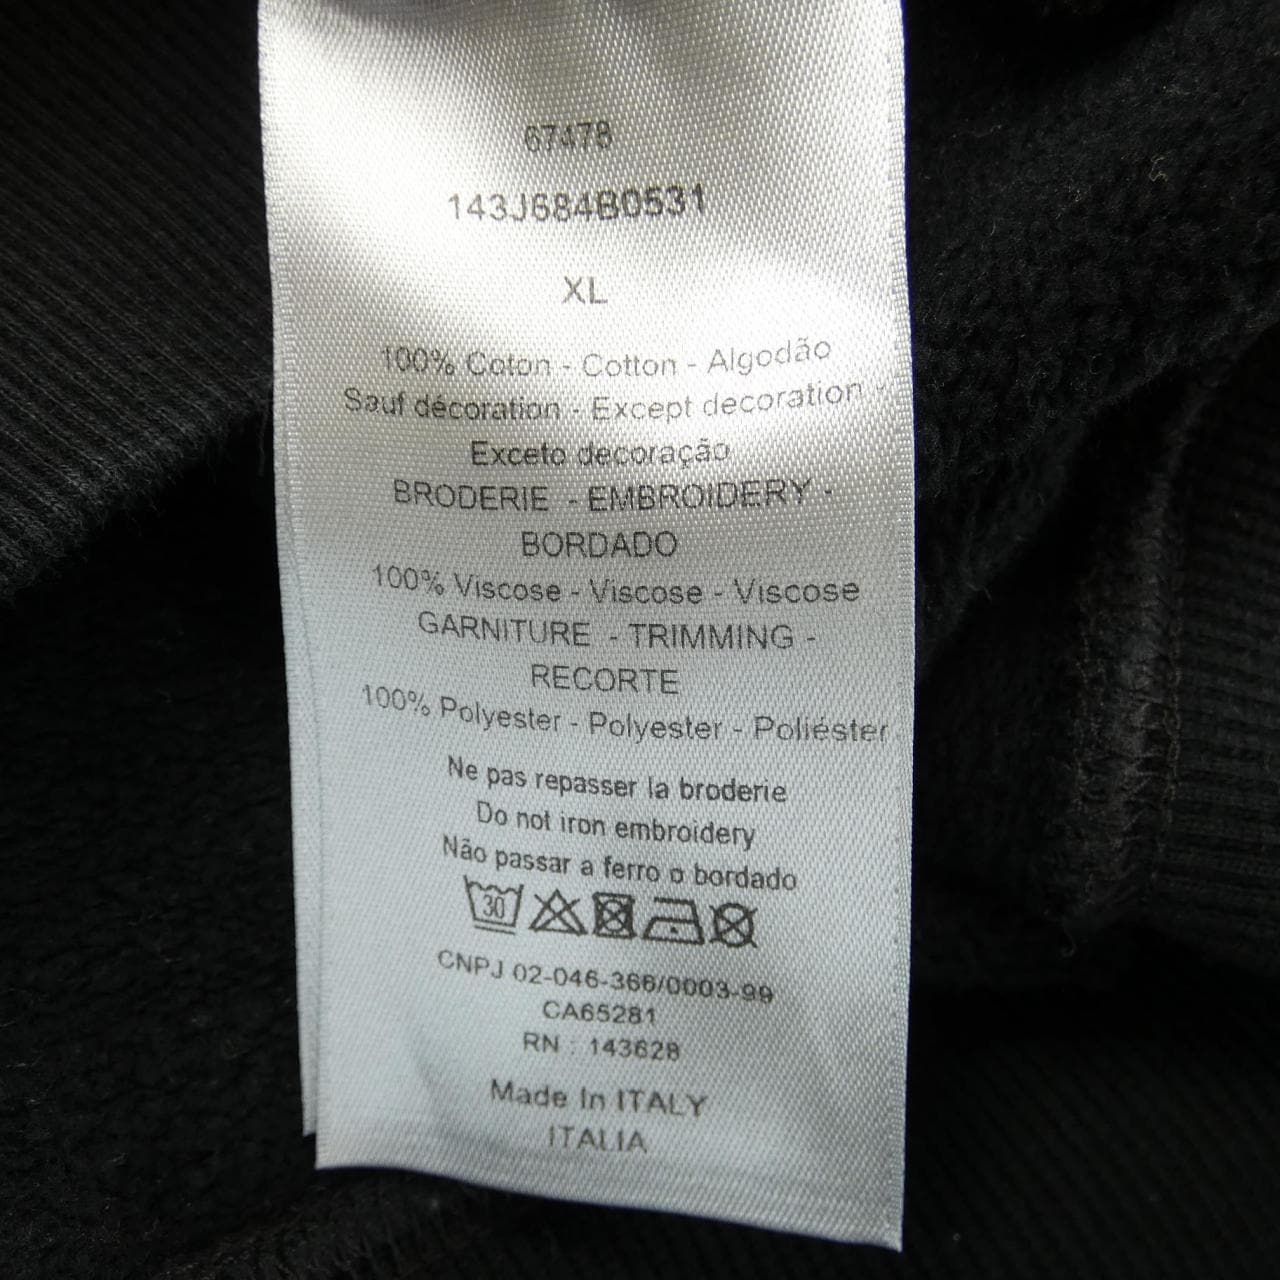 67478
143J684B0531
XL
100% Coton - Cotton - Algodão
Sauf décoration - Except decoration -
Exceto decoração
BRODERIE - EMBROIDERY -
BORDADO
100% Viscose - Viscose - Viscose
GARNITURE - TRIMMING -
RECORTE
100% Polyester - Polyester - Poliéster
Ne pas repasser la broderie
Do not iron embroidery
Não passar a ferro o bordado
30
CNPJ 02-046-366/0003-99
CA65281
RN : 143628
Made In ITALY
ITALIA